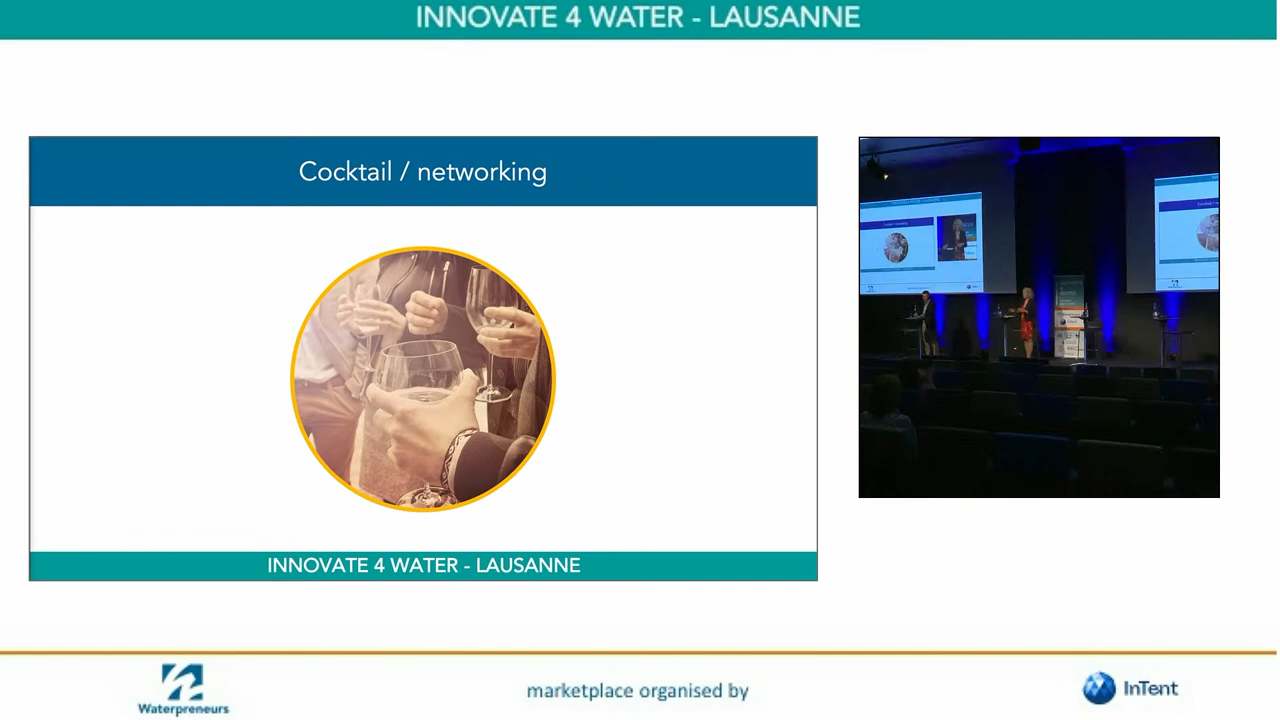 INNOVATE 4 WATER - LAUSANNE
Cocktail / networking
INNOVATE 4 WATER - LAUSANNE
Waterpreneurs
marketplace organised by
InTent